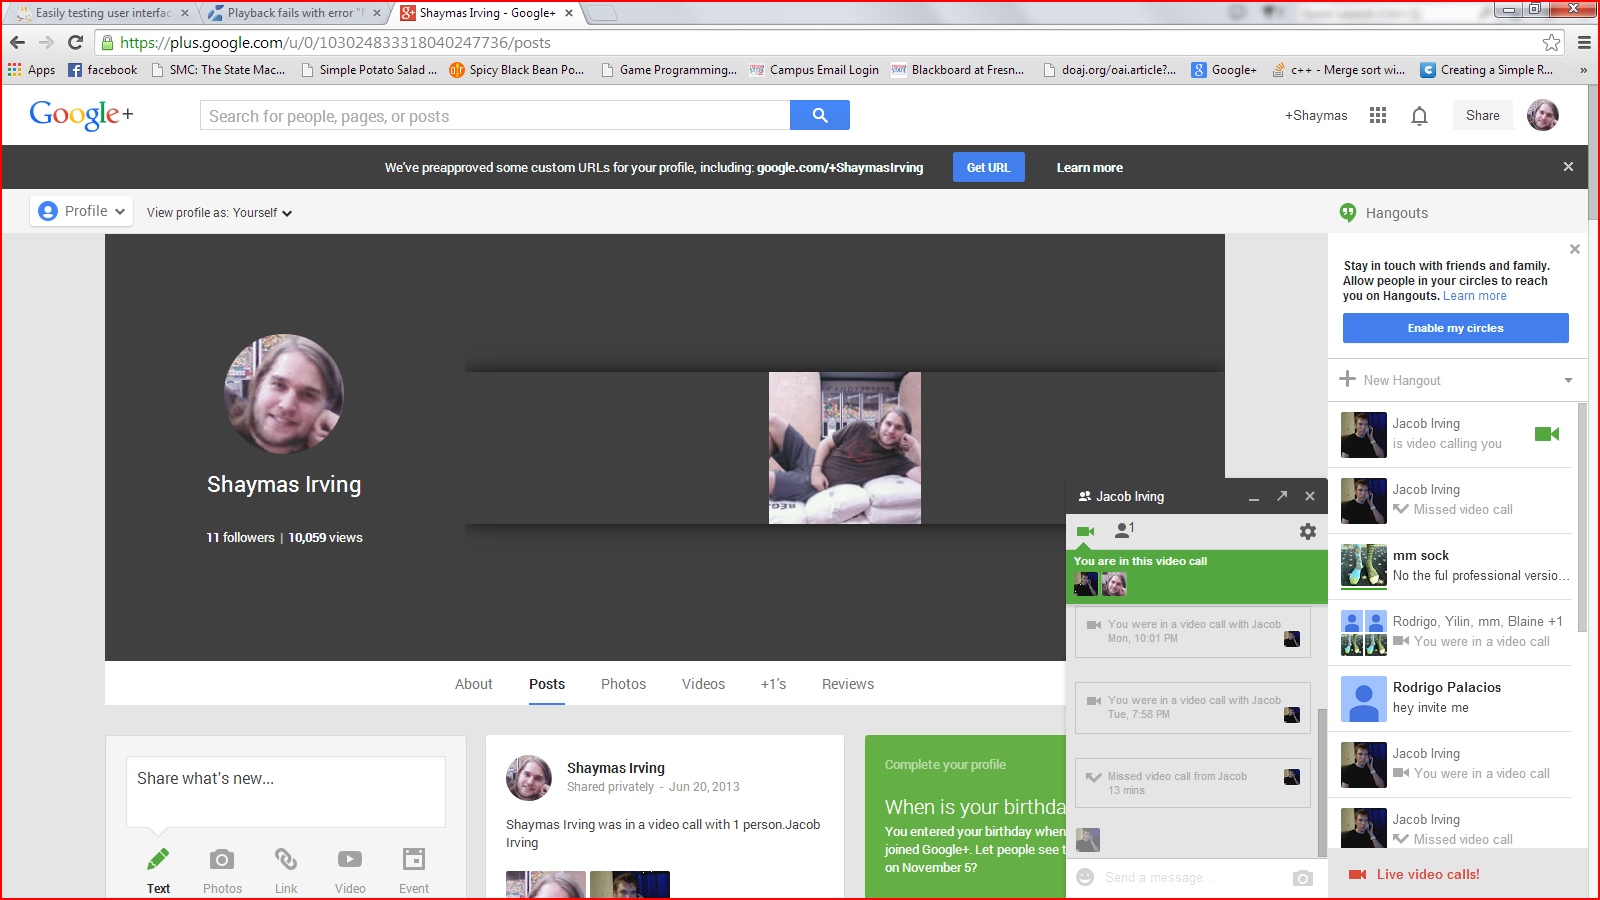 Easily testing user interfac
Playback fails with error "
Shaymas Irving - Google+
https://plus.google.com/u/0/103024833318040247736/posts
Apps
facebook
SMC: The State Mac...
Simple Potato Salad ...
Spicy Black Bean Po...
Game Programming...
Campus Email Login
Blackboard at Fresn...
doaj.org/oai.article?...
Google+
c++ - Merge sort wi...
Creating a Simple R...
»
Google+
Search for people, pages, or posts
+Shaymas
Share
We've preapproved some custom URLs for your profile, including: google.com/+ShaymasIrving
Get URL
Learn more
Profile
View profile as: Yourself
Hangouts
Shaymas Irving
11 followers | 10,059 views
About
Posts
Photos
Videos
+1's
Reviews
Share what's new...
Text
Photos
Link
Video
Event
Shaymas Irving
Shared privately - Jun 20, 2013
Shaymas Irving was in a video call with 1 person.Jacob
Irving
Complete your profile
When is your birthda
You entered your birthday when
joined Google+. Let people see
on November 5?
Jacob Irving
1
You are in this video call
You were in a video call with Jacob
Mon, 10:01 PM
You were in a video call with Jacob
Tue, 7:58 PM
Missed video call from Jacob
13 mins
Send a message...
Stay in touch with friends and family.
Allow people in your circles to reach
you on Hangouts. Learn more
Enable my circles
New Hangout
Jacob Irving
is video calling you
Jacob Irving
Missed video call
mm sock
No the ful professional versio...
Rodrigo, Yilin, mm, Blaine +1
You were in a video call
Rodrigo Palacios
hey invite me
Jacob Irving
You were in a video call
Jacob Irving
Missed video call
Live video calls!